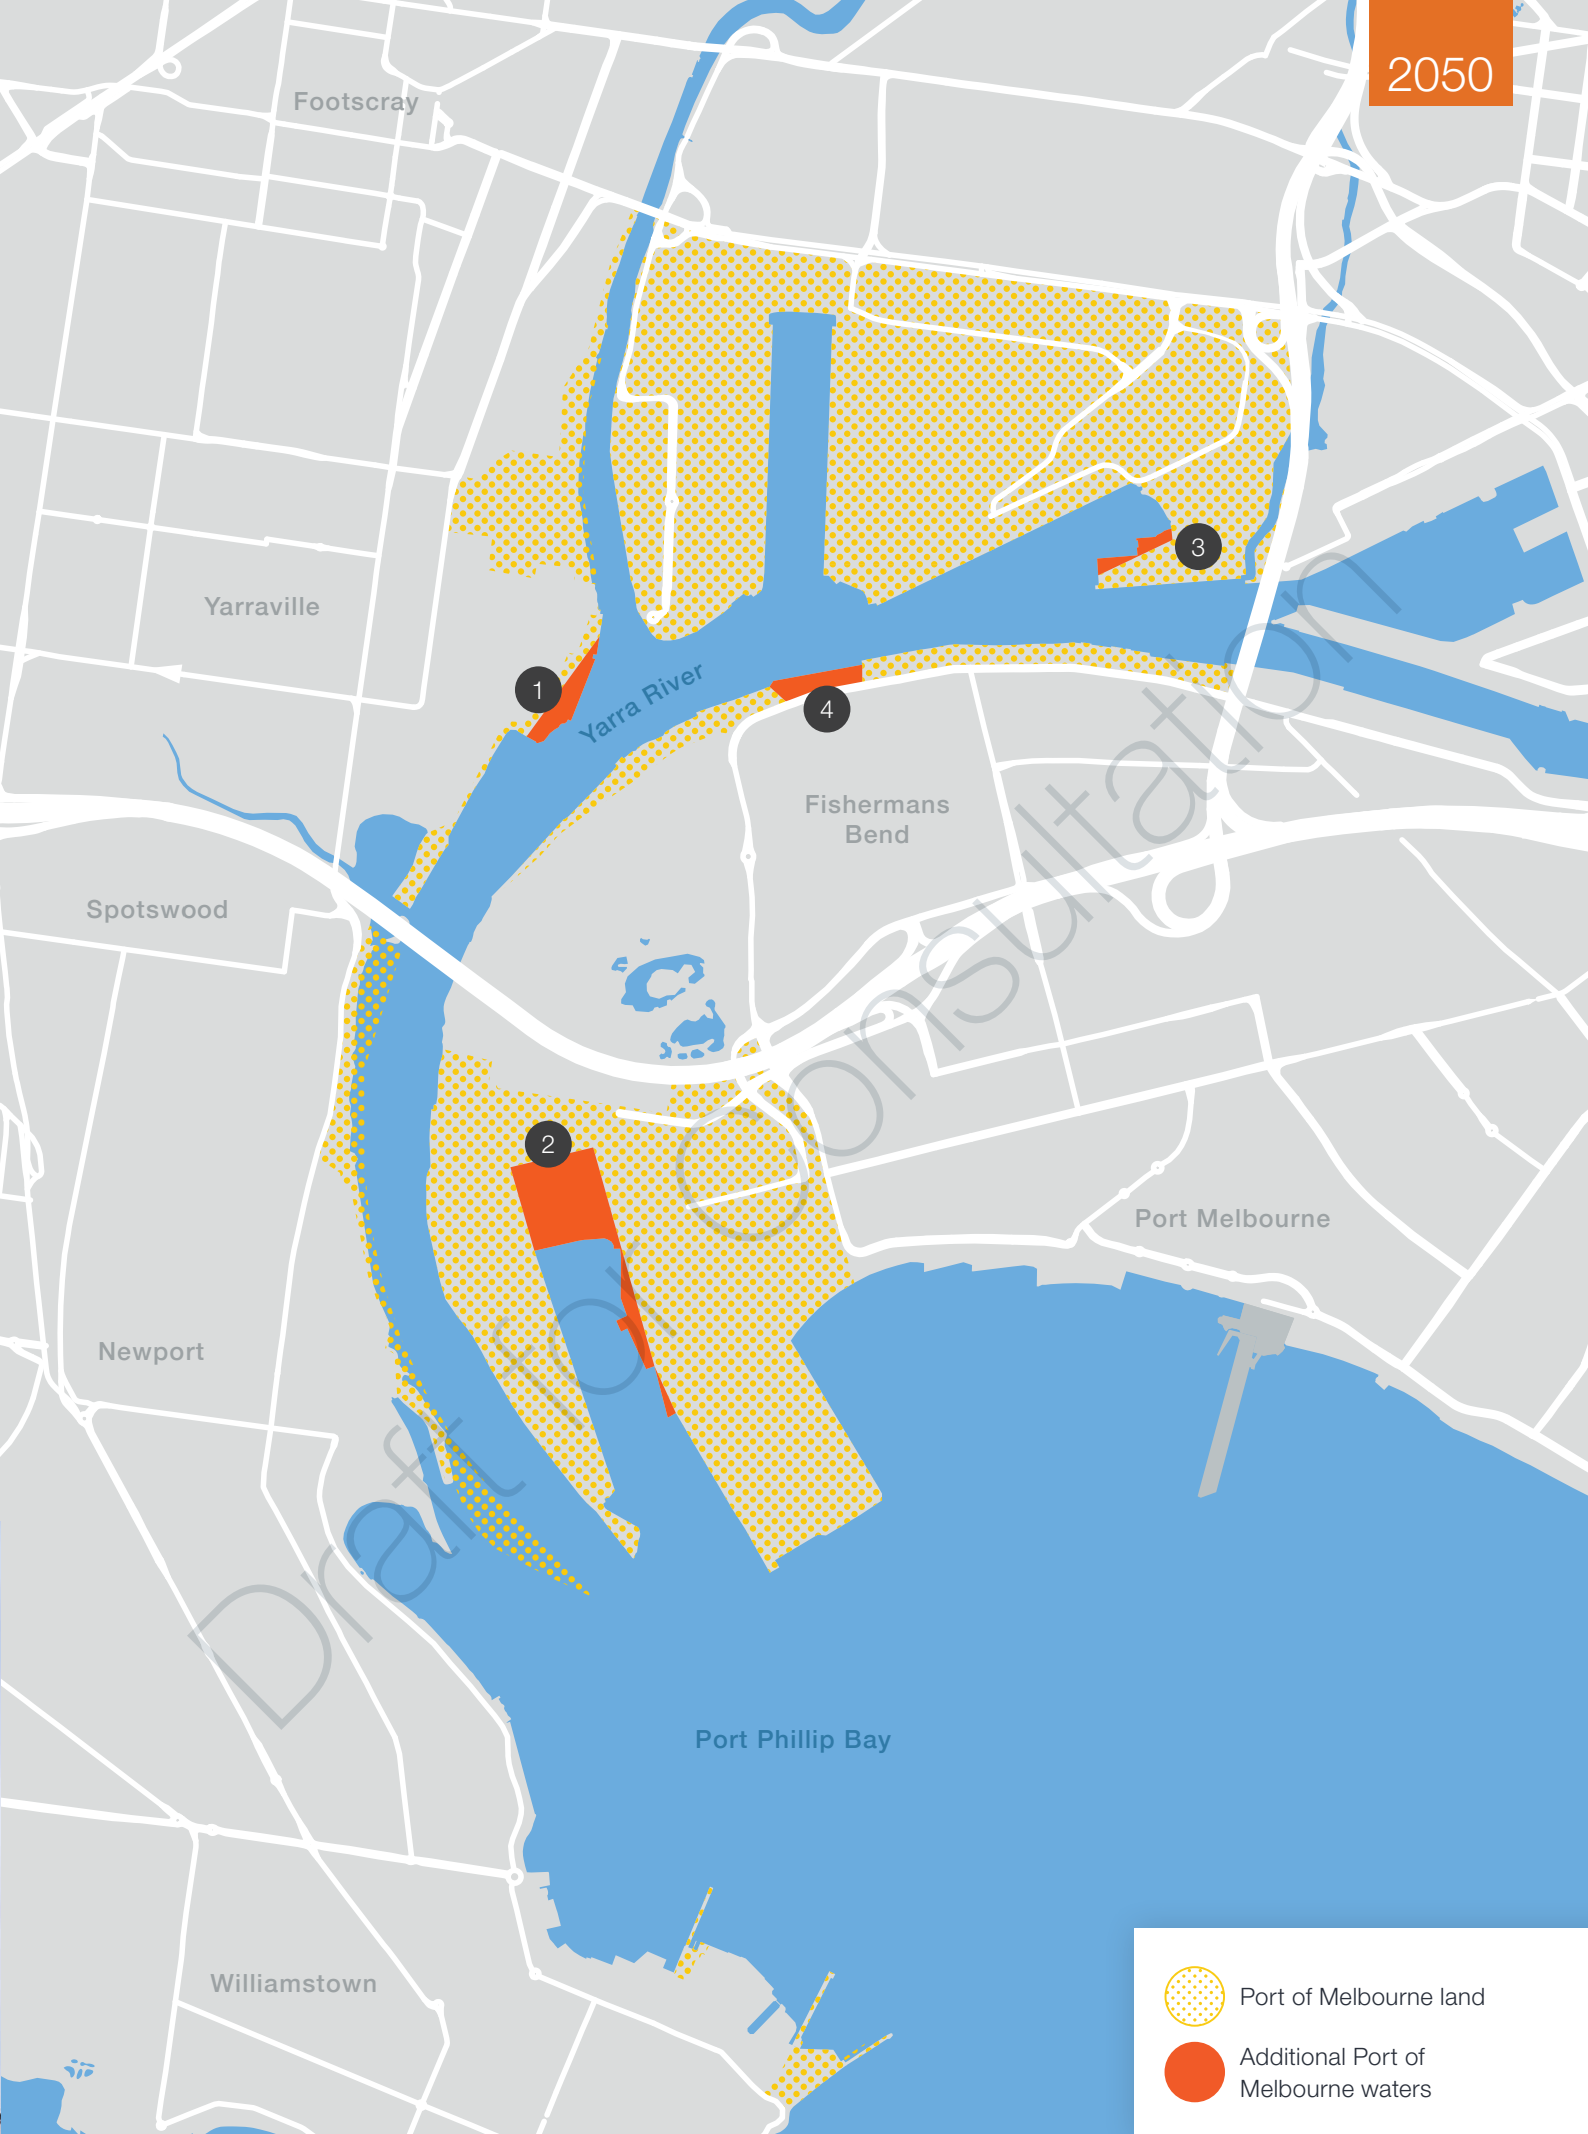 2050
Footscray
3
Yarraville
1
Yarra River
4
Fishermans
Bend
Spotswood
2
Port Melbourne
Newport
Draft for Consultation
Port Phillip Bay
Williamstown
Port of Melbourne land
Additional Port of
Melbourne waters